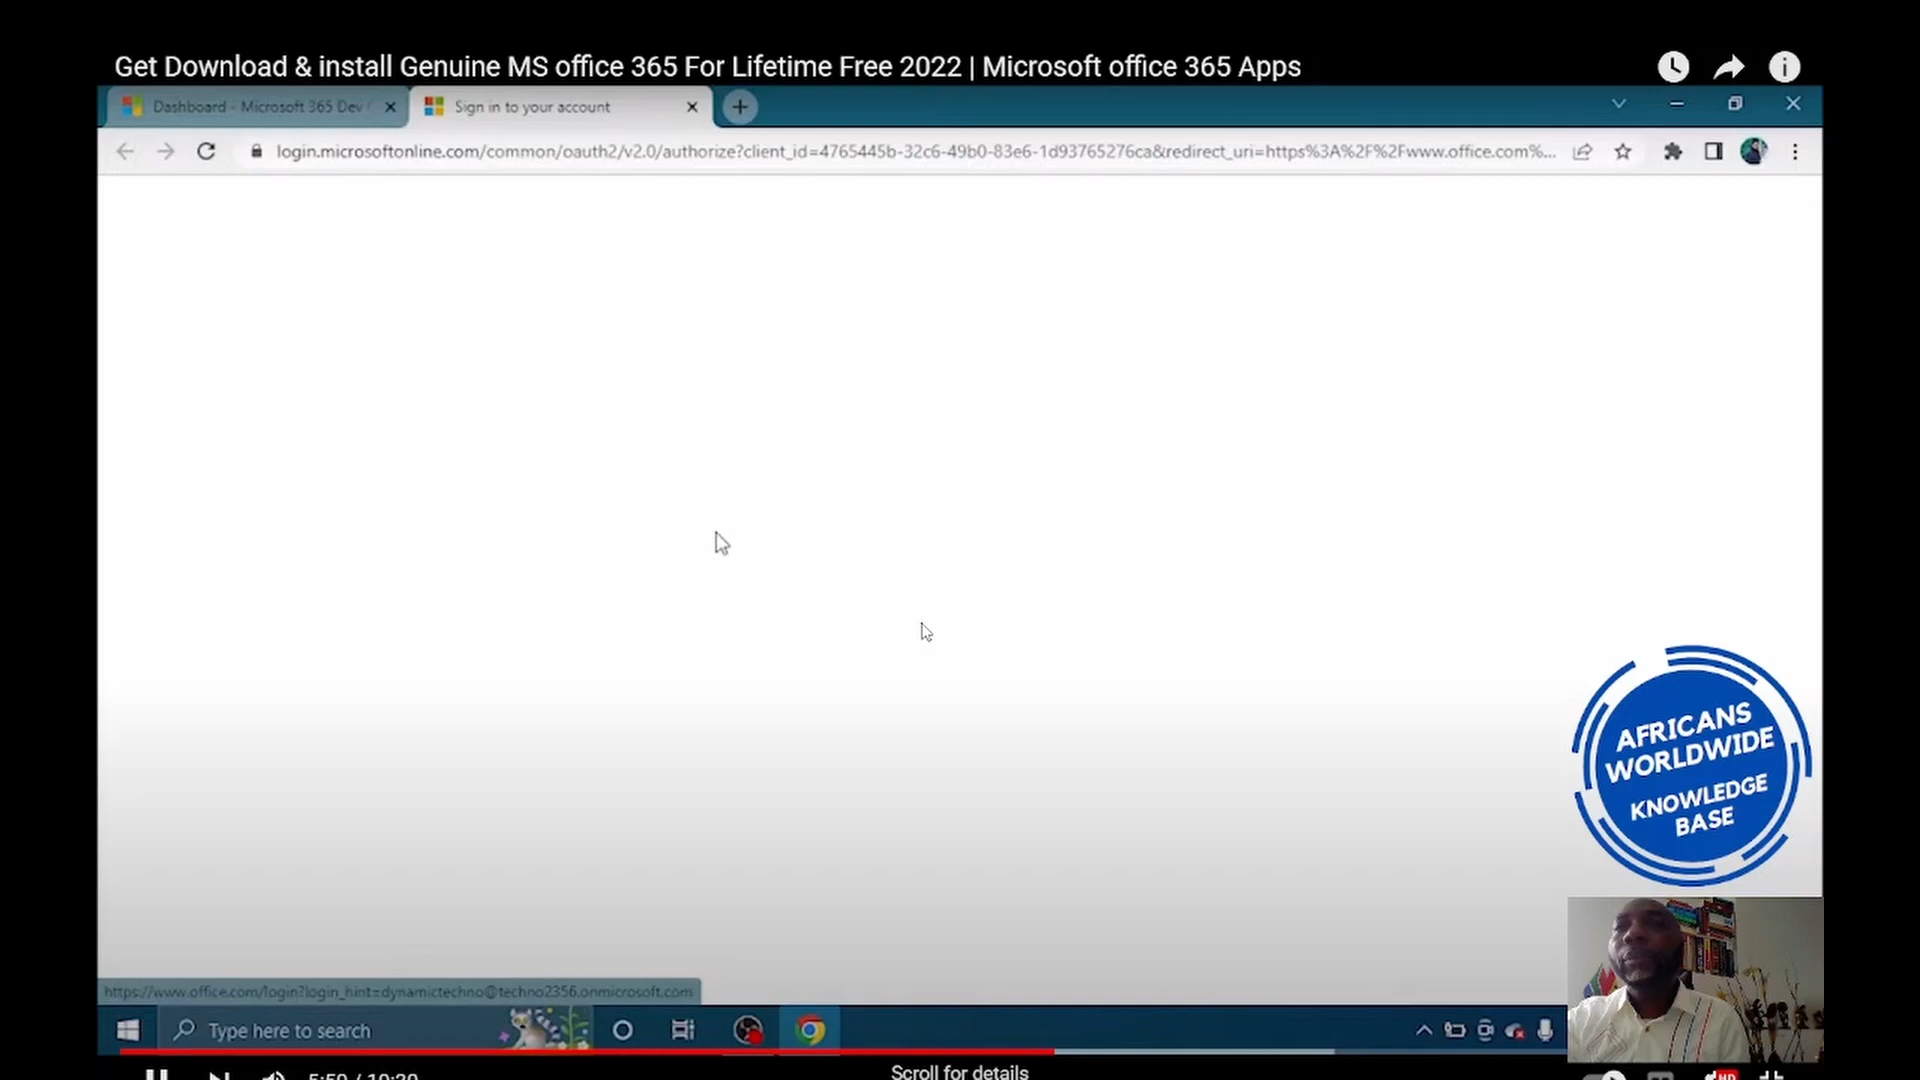 Get Download & install Genuine MS office 365 For Lifetime Free 2022 | Microsoft office 365 Apps
Dashboard - Microsoft 365 Dev
Sign in to your account
login.microsoftonline.com/common/oauth2/v2.0/authorize?client_id=4765445b-32c6-49b0-83e6-1d93765276ca&redirect_uri=https%3A%2F%2Fwww.office.com%...
AFRICANS
WORLDWIDE
KNOWLEDGE
BASE
https://www.office.com/login?login_hint=dynamictechno@techno2356.onmicrosoft.com
Type here to search
Scroll for details
HD